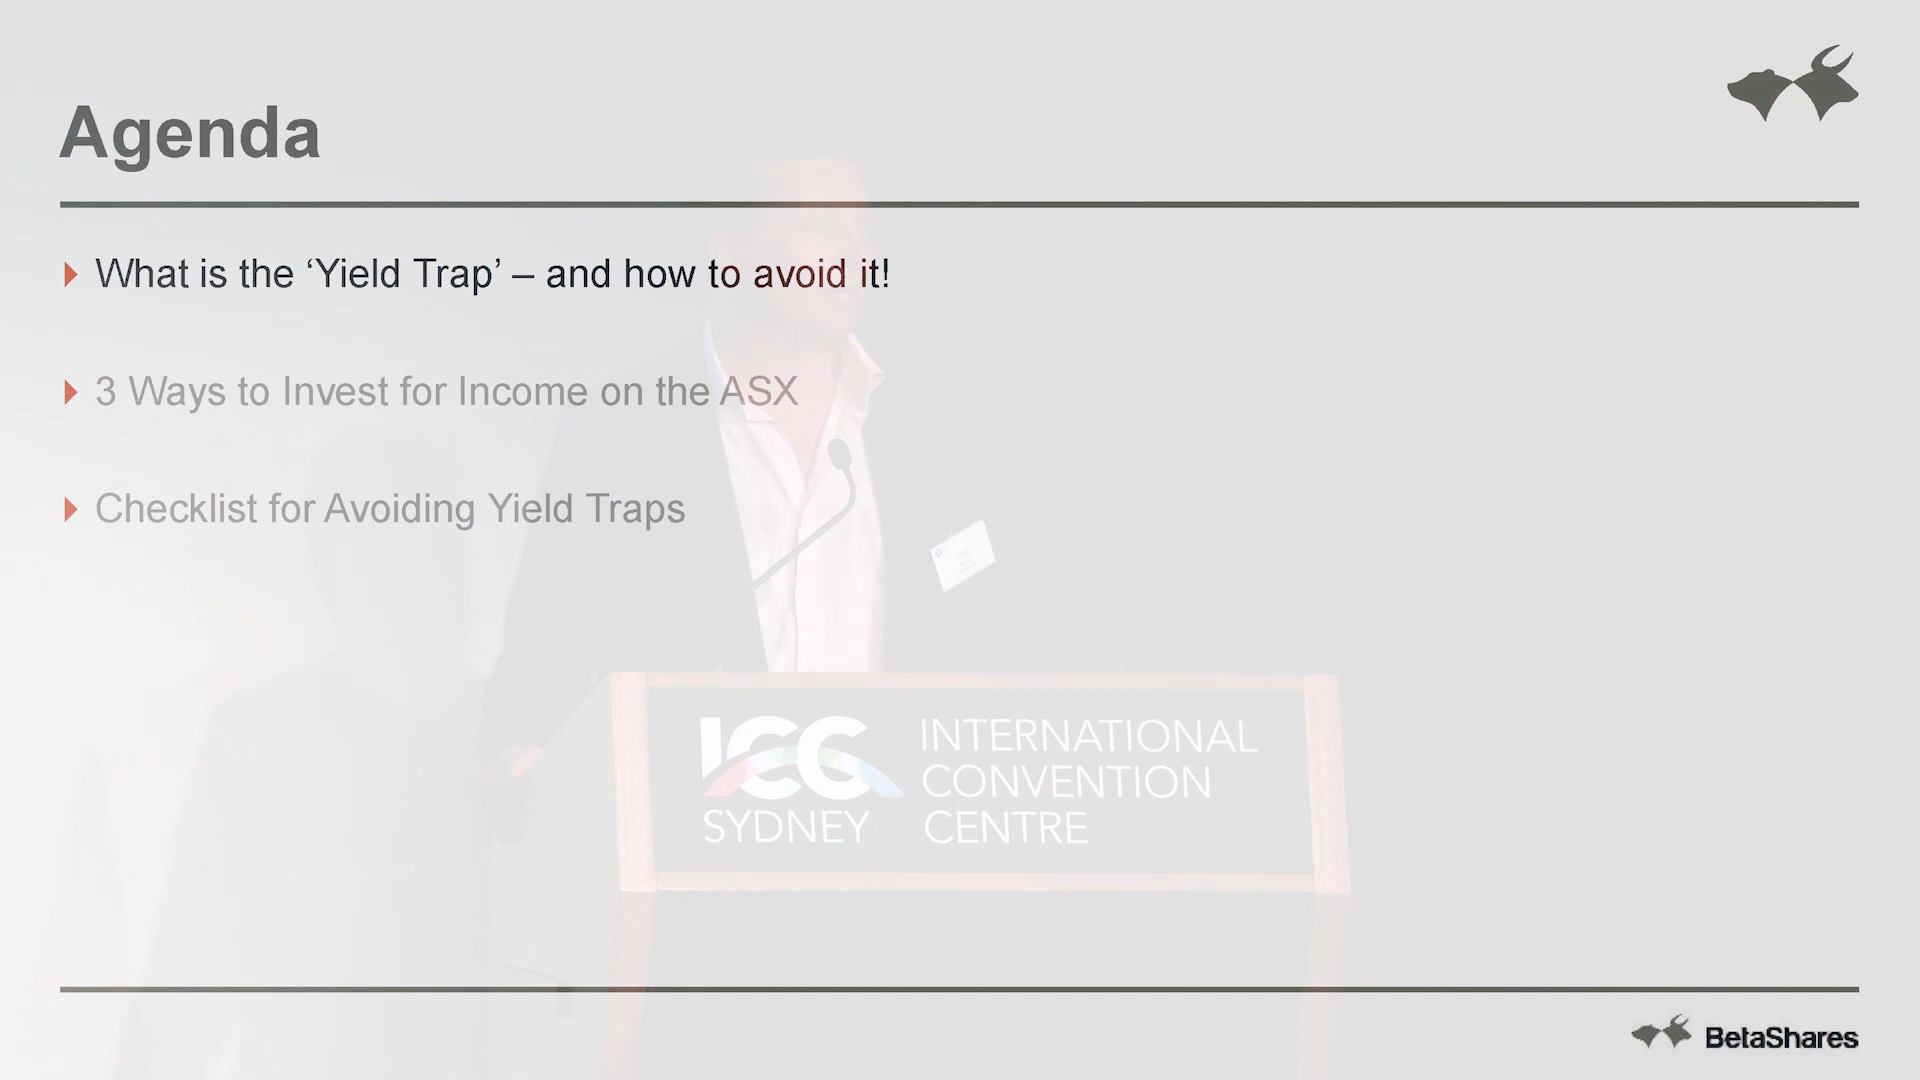 Agenda
What is the ‘Yield Trap’ – and how to avoid it!
3 Ways to Invest for Income on the ASX
Checklist for Avoiding Yield Traps
ICC
SYDNEY
INTERNATIONAL
CONVENTION
CENTRE
BetaShares